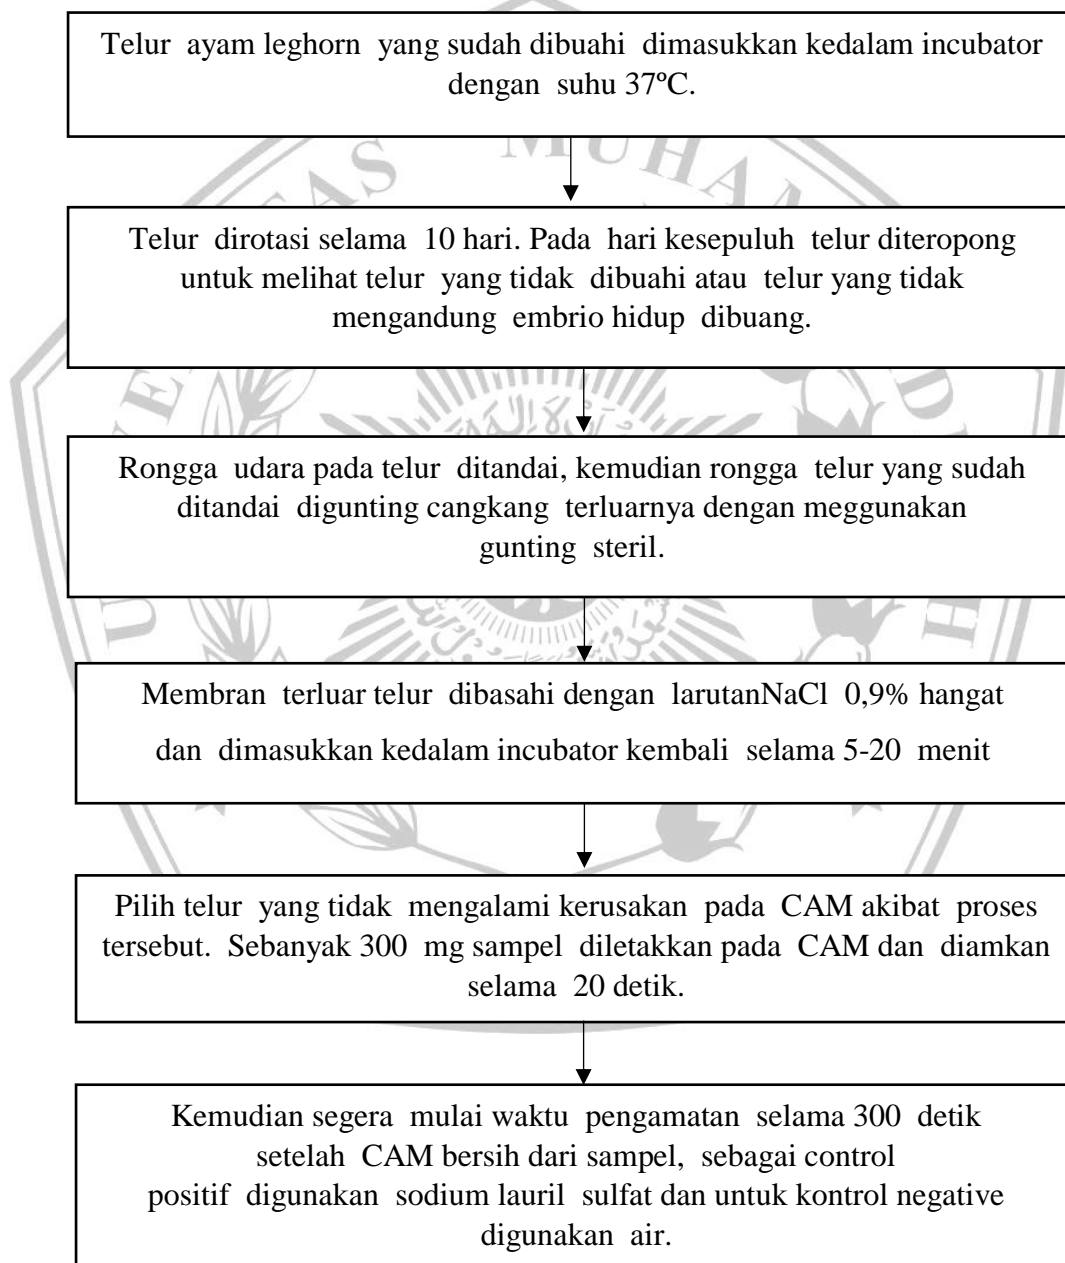 Telur ayam leghorn yang sudah dibuahi dimasukkan kedalam incubator
dengan suhu 37ºC.
Telur dirotasi selama 10 hari. Pada hari kesepuluh telur diteropong
untuk melihat telur yang tidak dibuahi atau telur yang tidak
mengandung embrio hidup dibuang.
Rongga udara pada telur ditandai, kemudian rongga telur yang sudah
ditandai digunting cangkang terluarnya dengan meggunakan
gunting steril.
Membran terluar telur dibasahi dengan larutanNaCl 0,9% hangat
dan dimasukkan kedalam incubator kembali selama 5-20 menit
Pilih telur yang tidak mengalami kerusakan pada CAM akibat proses
tersebut. Sebanyak 300 mg sampel diletakkan pada CAM dan diamkan
selama 20 detik.
Kemudian segera mulai waktu pengamatan selama 300 detik
setelah CAM bersih dari sampel, sebagai control
positif digunakan sodium lauril sulfat dan untuk kontrol negative
digunakan air.